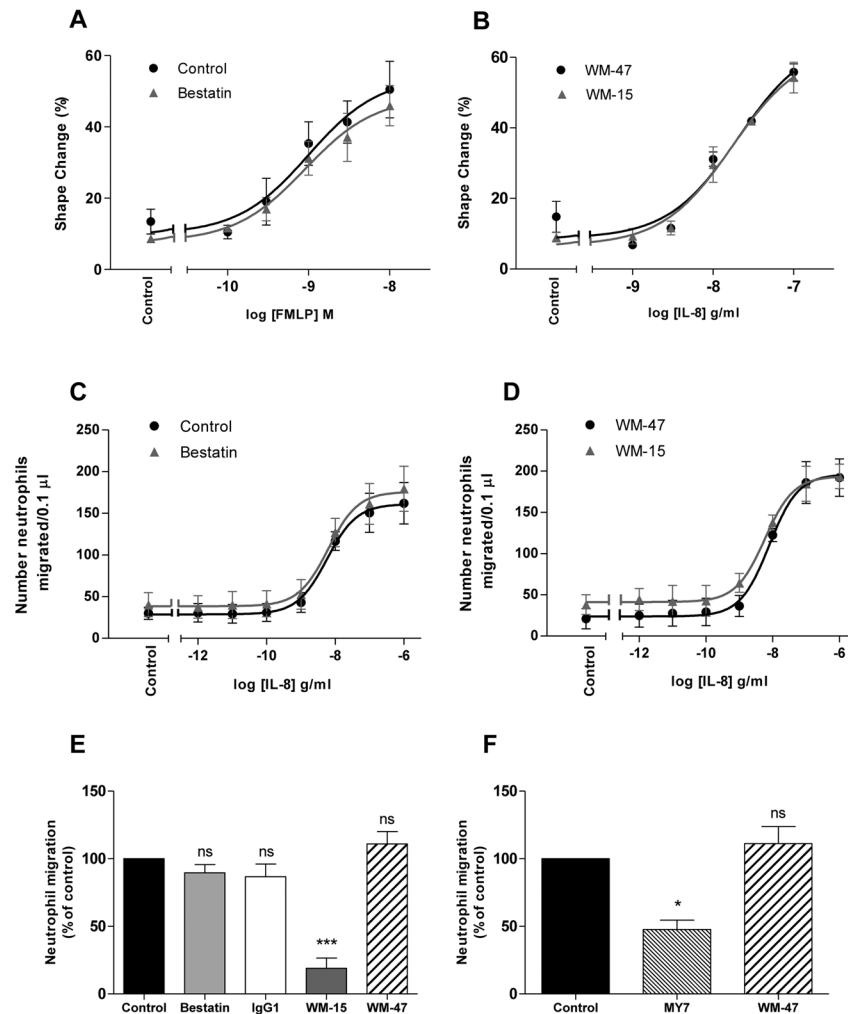 A
Control
Bestatin
Shape Change (%)
60
40
20
0
Control
-10
-9
-8
log [FMLP] M
B
WM-47
WM-15
Shape Change (%)
60
40
20
0
Control
-9
-8
-7
log [IL-8] g/ml
C
Control
Bestatin
Number neutrophils
migrated/0.1 µl
250
200
150
100
50
0
Control
-12
-10
-8
-6
log [IL-8] g/ml
D
WM-47
WM-15
Number neutrophils
migrated/0.1 µl
250
200
150
100
50
0
Control
-12
-10
-8
-6
log [IL-8] g/ml
E
Neutrophil migration
(% of control)
150
100
50
0
ns
ns
***
ns
Control
Bestatin
IgG1
WM-15
WM-47
F
Neutrophil migration
(% of control)
150
100
50
0
*
ns
Control
MY7
WM-47